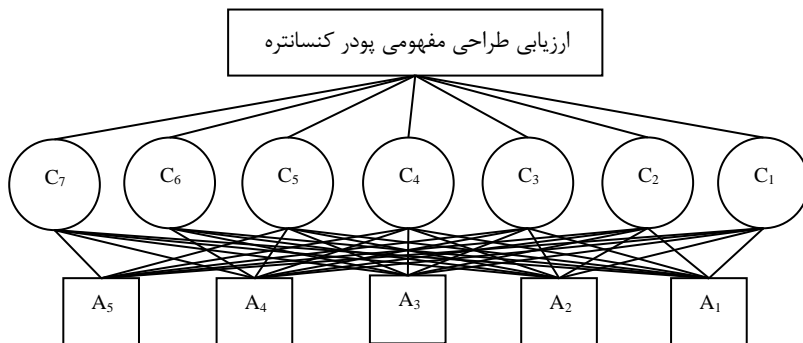 ارزیابی طراحی مفهومی پودر کنسانتره
C₁ C₂ C₃ C₄ C₅ C₆ C₇
A₁ A₂ A₃ A₄ A₅